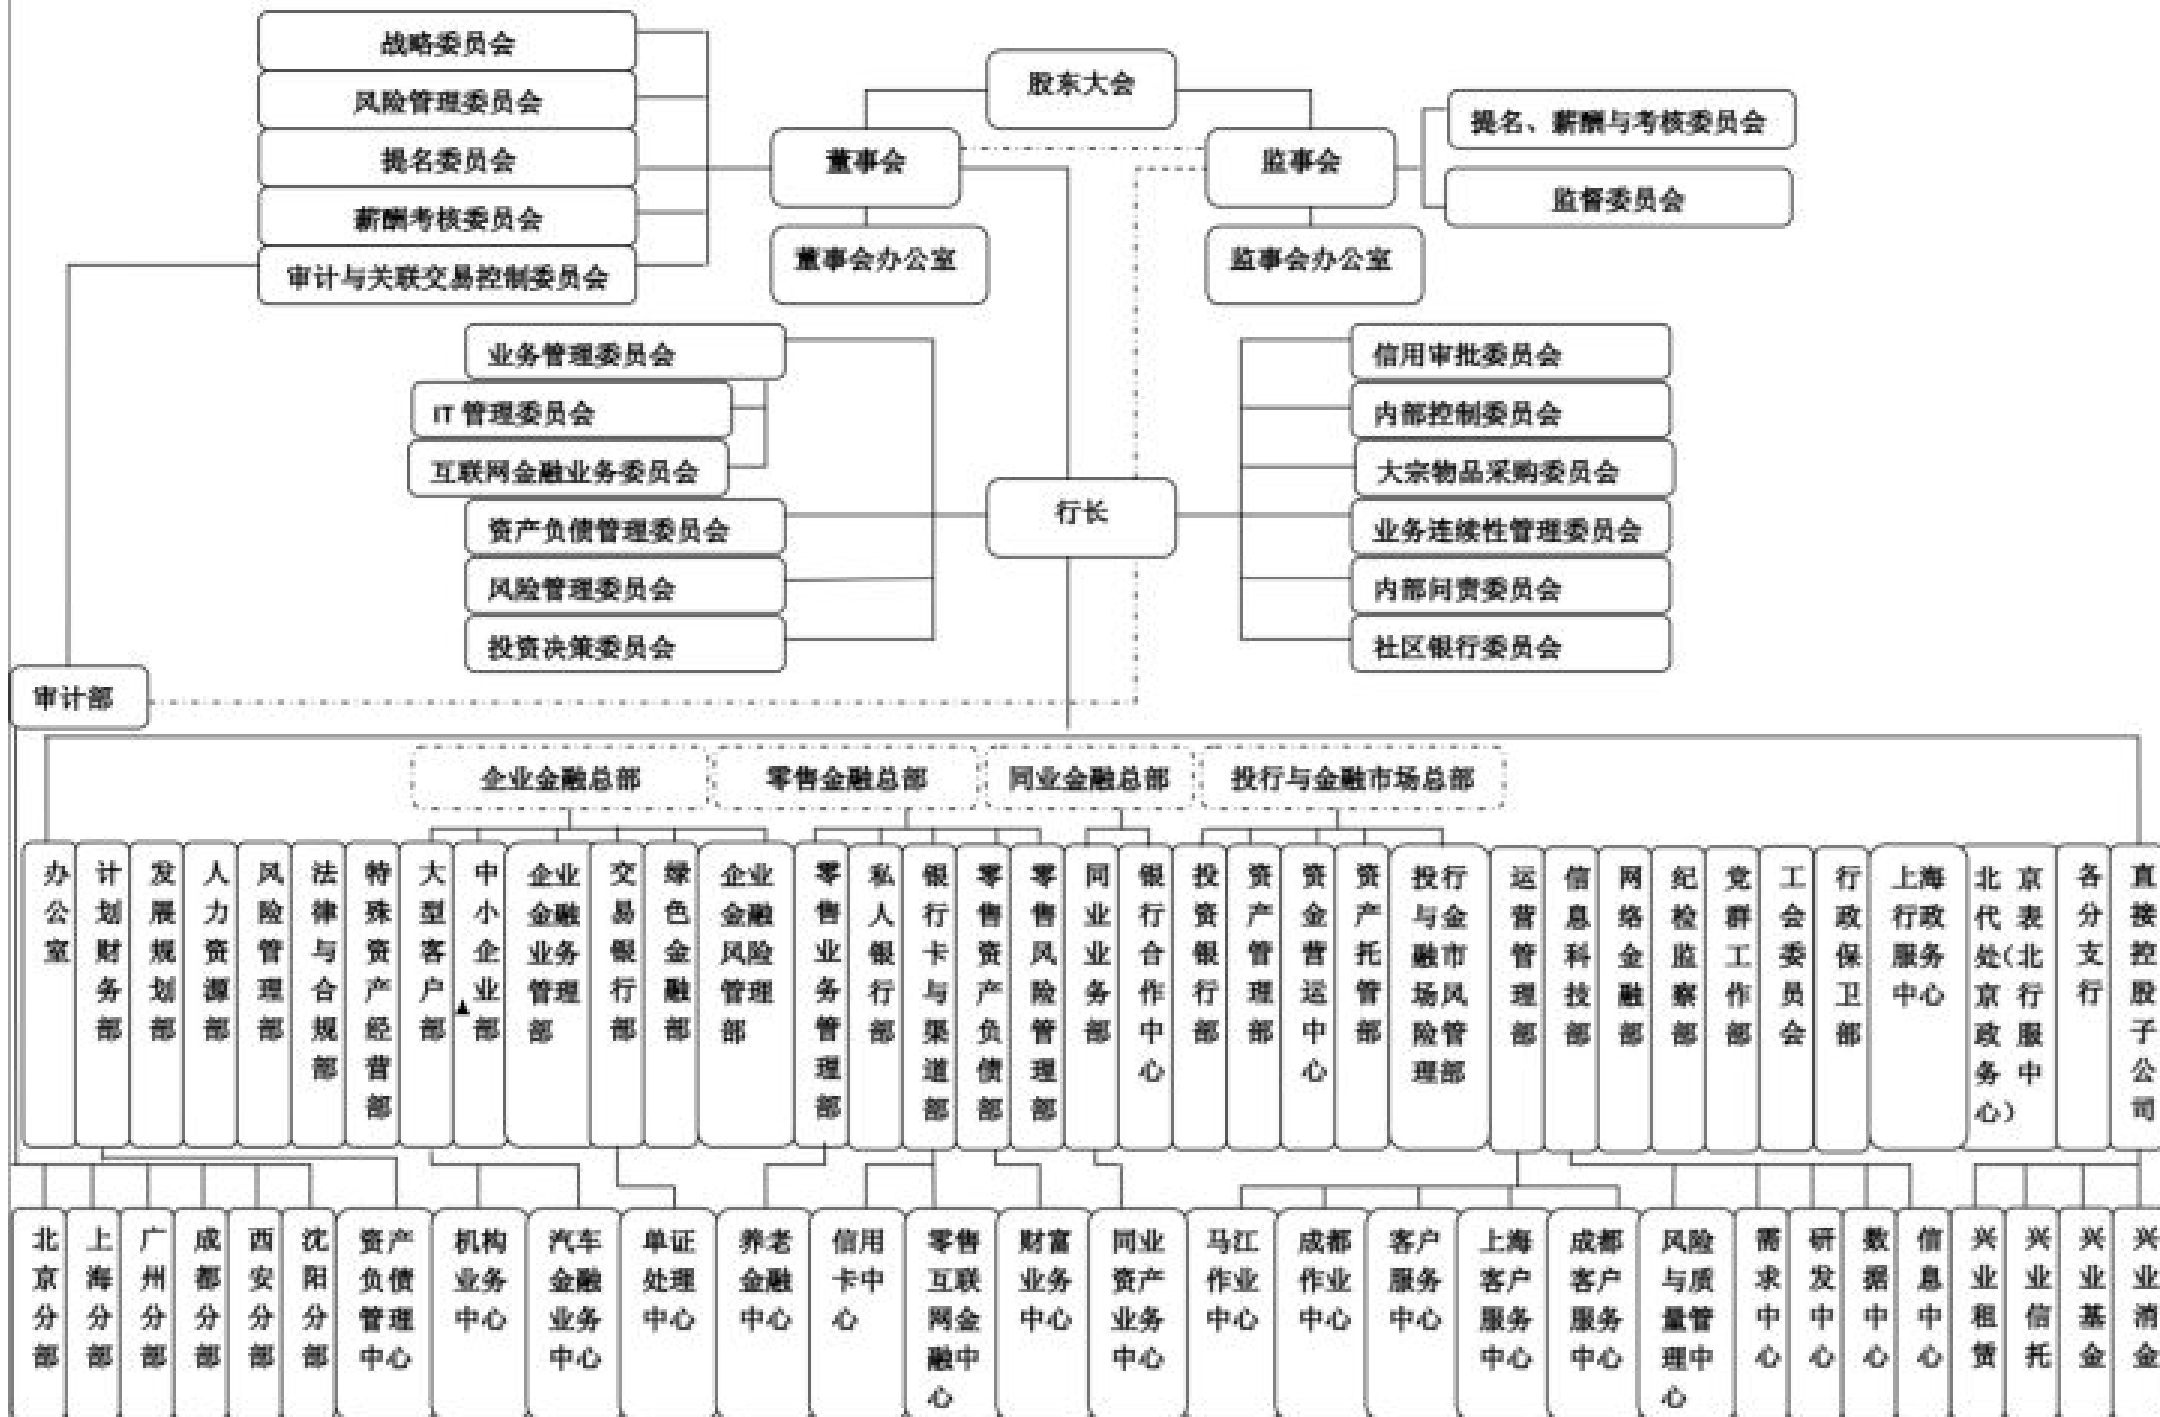 战略委员会
风险管理委员会
提名委员会
薪酬考核委员会
审计与关联交易控制委员会
股东大会
董事会
监事会
提名、薪酬与考核委员会
监督委员会
董事会办公室
监事会办公室
业务管理委员会
IT 管理委员会
互联网金融业务委员会
资产负债管理委员会
风险管理委员会
投资决策委员会
行长
信用审批委员会
内部控制委员会
大宗物品采购委员会
业务连续性管理委员会
内部问责委员会
社区银行委员会
审计部
企业金融总部
零售金融总部
同业金融总部
投行与金融市场总部
办公室
计划财务部
发展规划部
人力资源部
风险管理部
法律与合规部
特殊资产经营部
大型客户部
中小企业部
企业金融业务管理部
交易银行部
绿色金融部
企业金融风险管理部
零售业务管理部
私人银行部
银行卡与渠道部
零售资产负债部
零售风险管理部
同业业务部
银行合作中心
投资银行部
资产管理部
资金营运中心
资产托管部
投行与金融市场风险管理部
运营管理部
信息科技部
网络金融部
纪检监察部
党群工作部
工会委员会
行政保卫部
上海行政服务中心
北京代表处（北京行政服务中心）
各分支行
直接控股子公司
北京分部
上海分部
广州分部
成都分部
西安分部
沈阳分部
资产负债管理中心
机构业务中心
汽车金融业务中心
单证处理中心
养老金融中心
信用卡中心
零售互联网金融中心
财富业务中心
同业资产业务中心
马江作业中心
成都作业中心
客户服务中心
上海客户服务中心
成都客户服务中心
风险与质量管理中心
需求中心
研发中心
数据中心
信息中心
兴业租赁
兴业信托
兴业基金
兴业消金